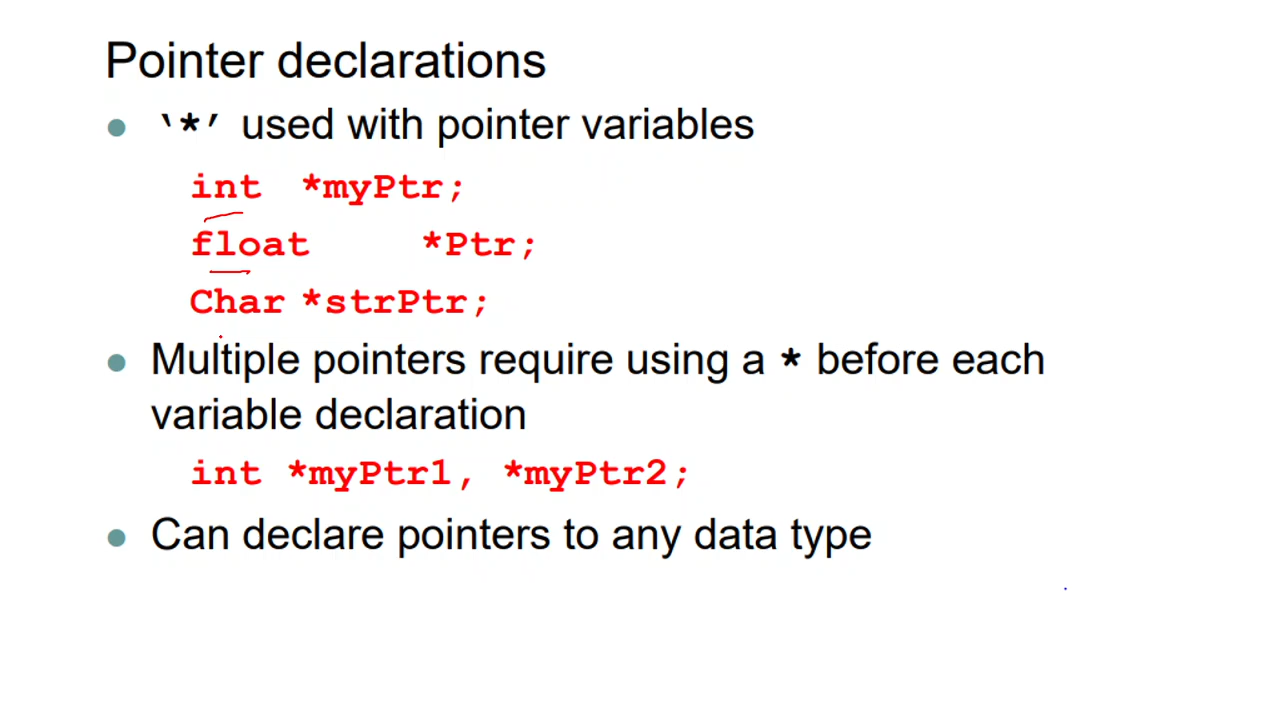 Pointer declarations
● ‘*’ used with pointer variables
int *myPtr;
float *Ptr;
Char *strPtr;
● Multiple pointers require using a * before each
variable declaration
int *myPtr1, *myPtr2;
● Can declare pointers to any data type